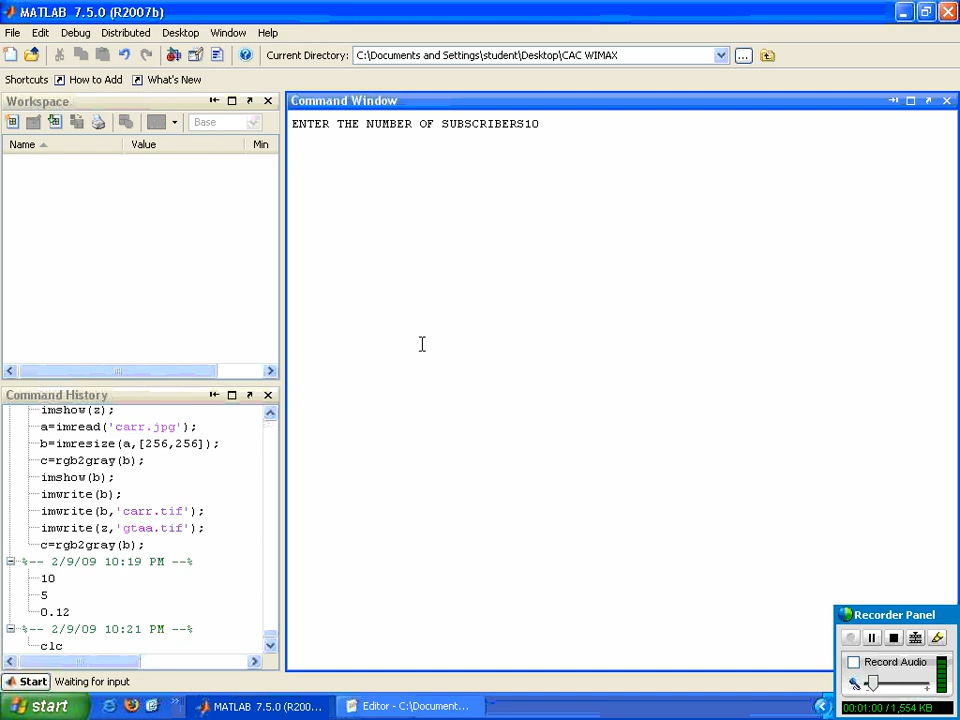 MATLAB 7.5.0 (R2007b)
File Edit Debug Distributed Desktop Window Help
Current Directory: C:\Documents and Settings\student\Desktop\CAC WIMAX
Shortcuts How to Add What's New
Workspace
Base
Name Value Min
Command Window
ENTER THE NUMBER OF SUBSCRIBERS10
Command History
imshow(z);
a=imread('carr.jpg');
b=imresize(a,[256,256]);
c=rgb2gray(b);
imshow(b);
imwrite(b);
imwrite(b,'carr.tif');
imwrite(z,'gtaa.tif');
c=rgb2gray(b);
%-- 2/9/09 10:19 PM --%
10
5
0.12
%-- 2/9/09 10:21 PM --%
clc
Recorder Panel
Record Audio
00:01:00 / 1,554 KB
Start Waiting for input
start MATLAB 7.5.0 (R200... Editor - C:\Document...